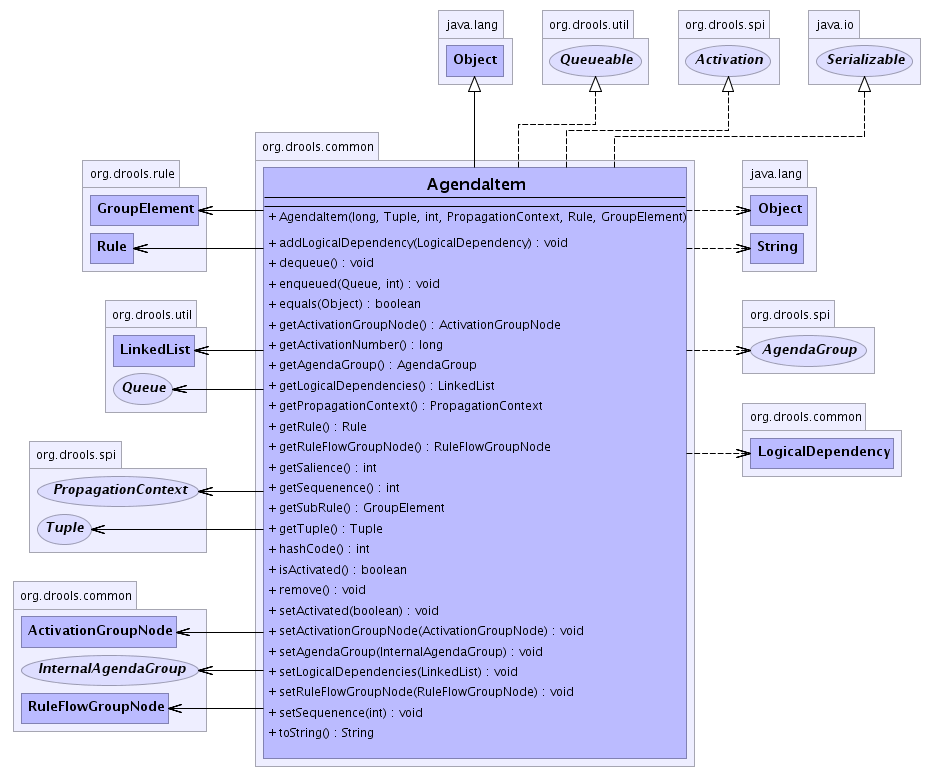 java.lang
Object
org.drools.util
Queueable
org.drools.spi
Activation
java.io
Serializable
org.drools.rule
GroupElement
Rule
org.drools.util
LinkedList
Queue
org.drools.spi
PropagationContext
Tuple
org.drools.common
ActivationGroupNode
InternalAgendaGroup
RuleFlowGroupNode
org.drools.common
AgendaItem
+ AgendaItem(long, Tuple, int, PropagationContext, Rule, GroupElement)
+ addLogicalDependency(LogicalDependency) : void
+ dequeue() : void
+ enqueued(Queue, int) : void
+ equals(Object) : boolean
+ getActivationGroupNode() : ActivationGroupNode
+ getActivationNumber() : long
+ getAgendaGroup() : AgendaGroup
+ getLogicalDependencies() : LinkedList
+ getPropagationContext() : PropagationContext
+ getRule() : Rule
+ getRuleFlowGroupNode() : RuleFlowGroupNode
+ getSalience() : int
+ getSequenence() : int
+ getSubRule() : GroupElement
+ getTuple() : Tuple
+ hashCode() : int
+ isActivated() : boolean
+ remove() : void
+ setActivated(boolean) : void
+ setActivationGroupNode(ActivationGroupNode) : void
+ setAgendaGroup(InternalAgendaGroup) : void
+ setLogicalDependencies(LinkedList) : void
+ setRuleFlowGroupNode(RuleFlowGroupNode) : void
+ setSequenence(int) : void
+ toString() : String
java.lang
Object
String
org.drools.spi
AgendaGroup
org.drools.common
LogicalDependency